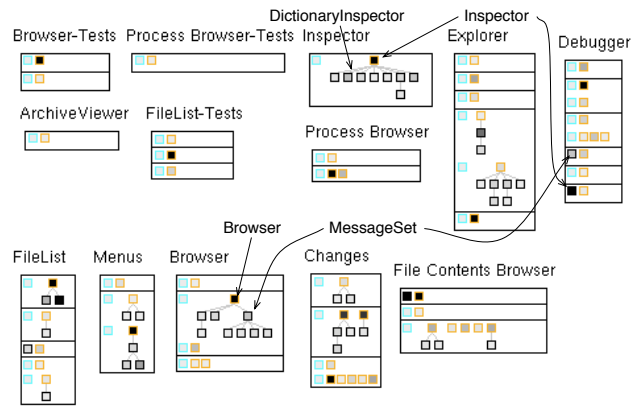 DictionaryInspector
Inspector
Browser-Tests
Process Browser-Tests
Inspector
Explorer
Debugger
ArchiveViewer
FileList-Tests
Process Browser
Browser
MessageSet
FileList
Menus
Browser
Changes
File Contents Browser